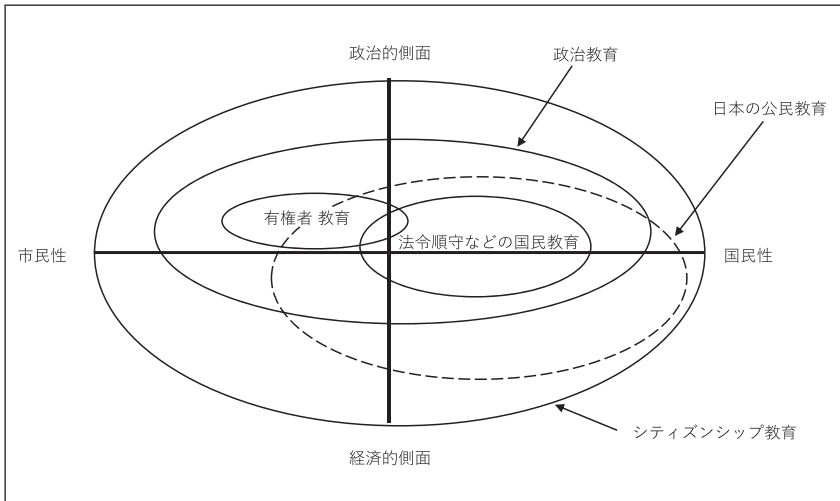 政治的側面
政治教育
日本の公民教育
有権者 教育
法令順守などの国民教育
市民性
国民性
シティズンシップ教育
経済的側面